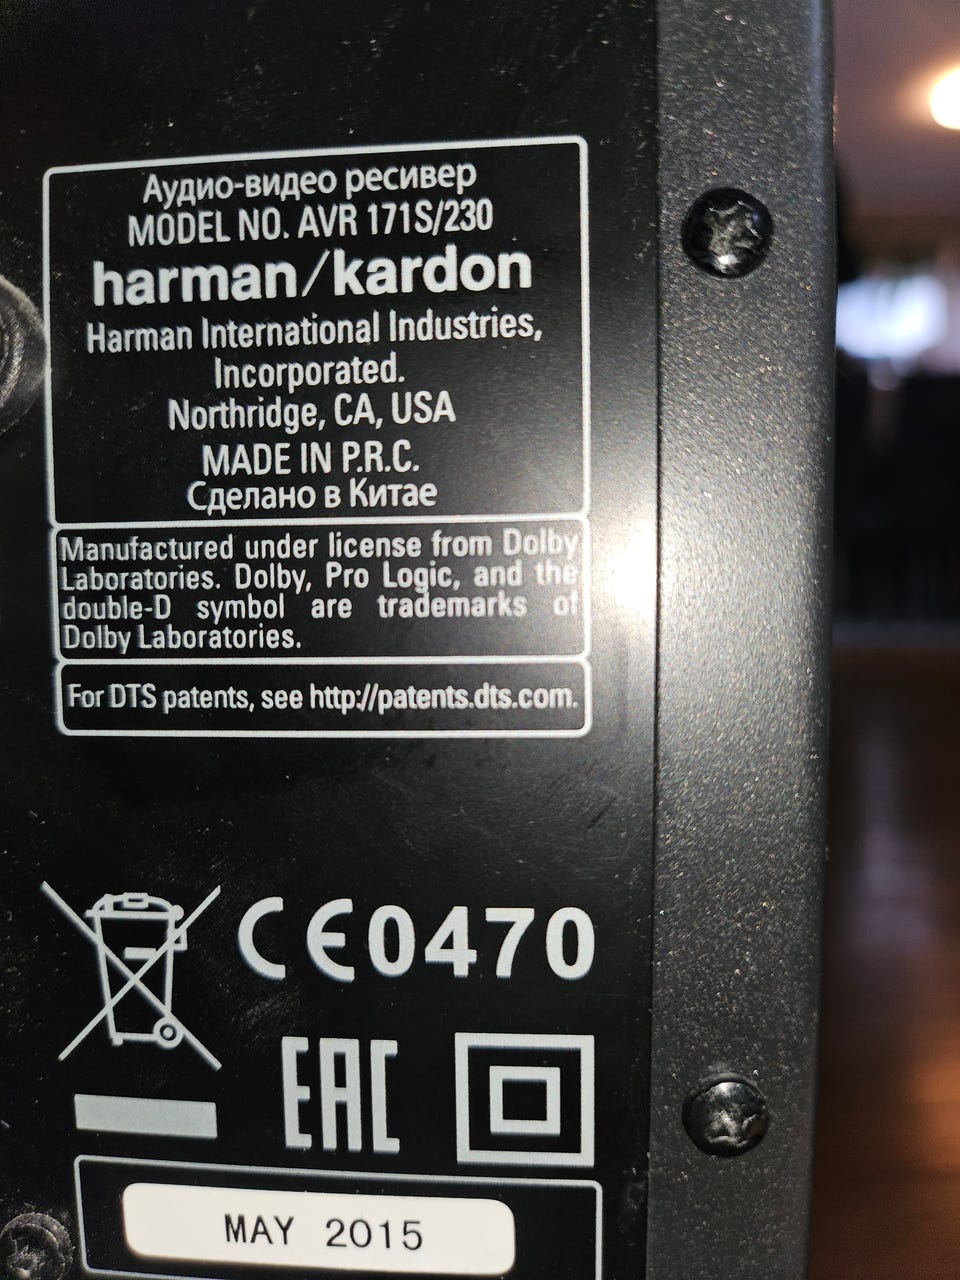 Аудио-видео ресивер
MODEL NO. AVR 171S/230
harman/kardon
Harman International Industries,
Incorporated.
Northridge, CA, USA
MADE IN P.R.C.
Сделано в Китае
Manufactured under license from Dolby
Laboratories. Dolby, Pro Logic, and the
double-D symbol are trademarks of
Dolby Laboratories.
For DTS patents, see http://patents.dts.com.
CE0470
EAC
MAY 2015